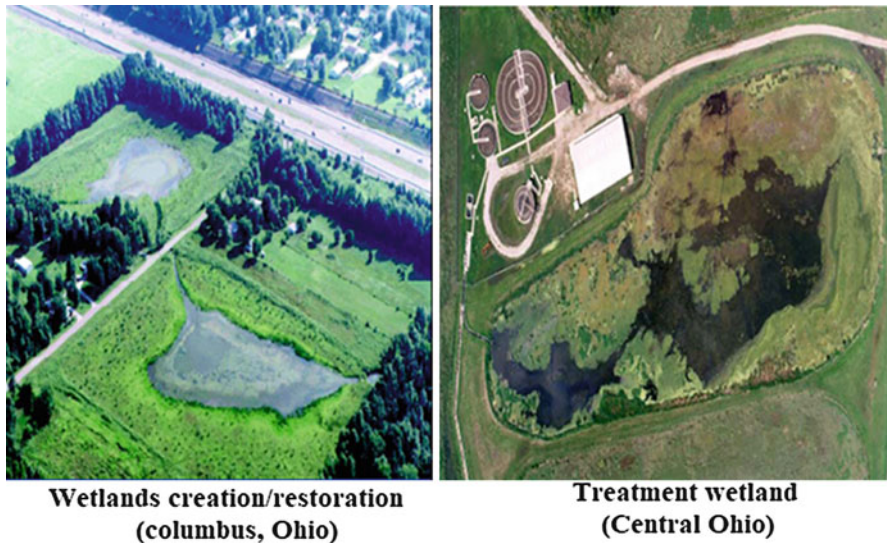 Wetlands creation/restoration
(columbus, Ohio)
Treatment wetland
(Central Ohio)